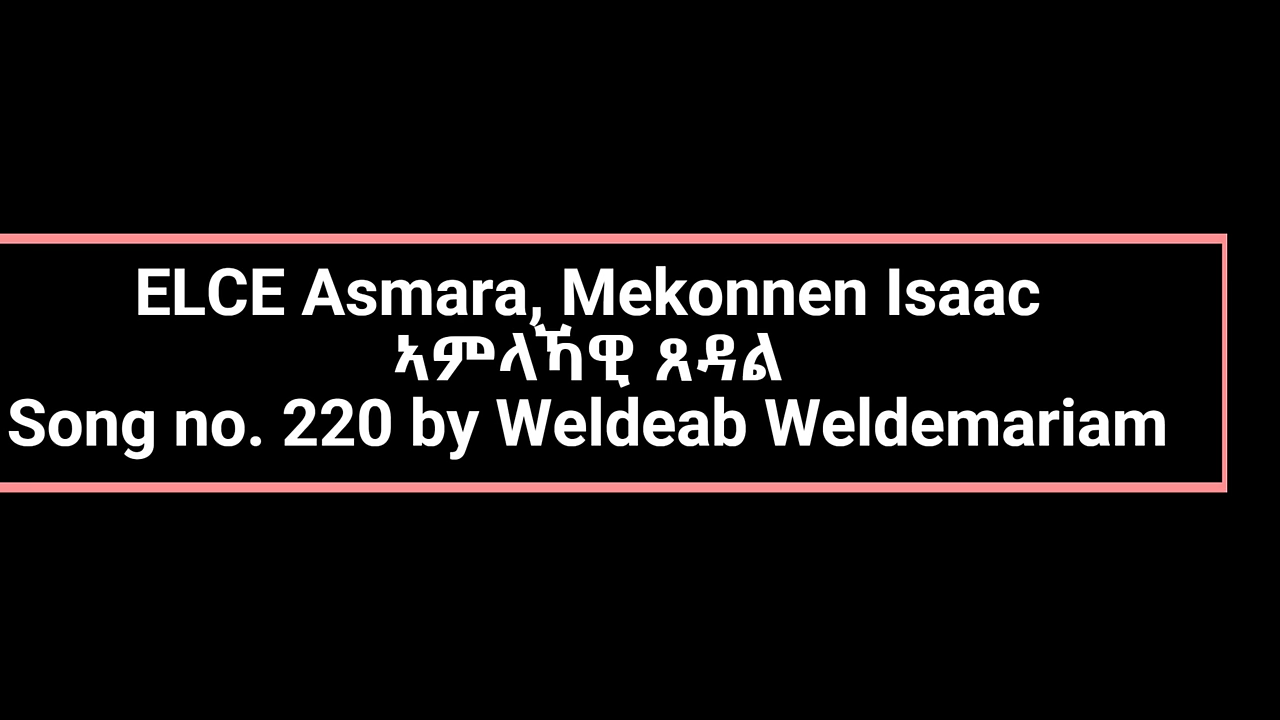 ELCE Asmara, Mekonnen Isaac
ኣምላኻዊ ጸዳል
Song no. 220 by Weldeab Weldemariam